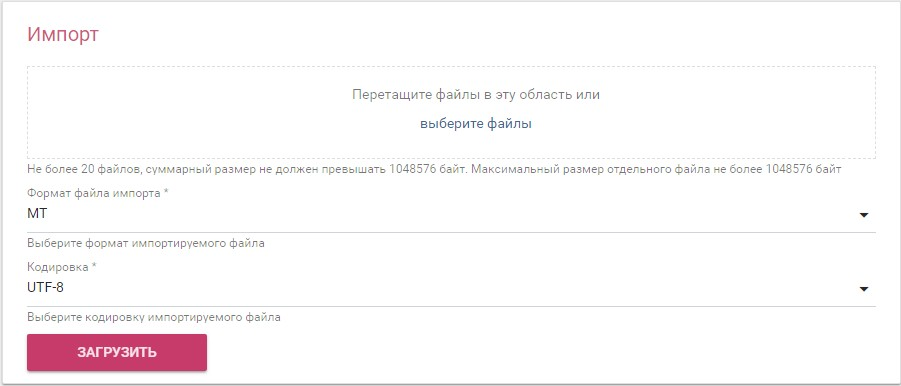 Импорт
Перетащите файлы в эту область или
выберите файлы
Не более 20 файлов, суммарный размер не должен превышать 1048576 байт. Максимальный размер отдельного файла не более 1048576 байт
Формат файла импорта *
MT
Выберите формат импортируемого файла
Кодировка *
UTF-8
Выберите кодировку импортируемого файла
ЗАГРУЗИТЬ